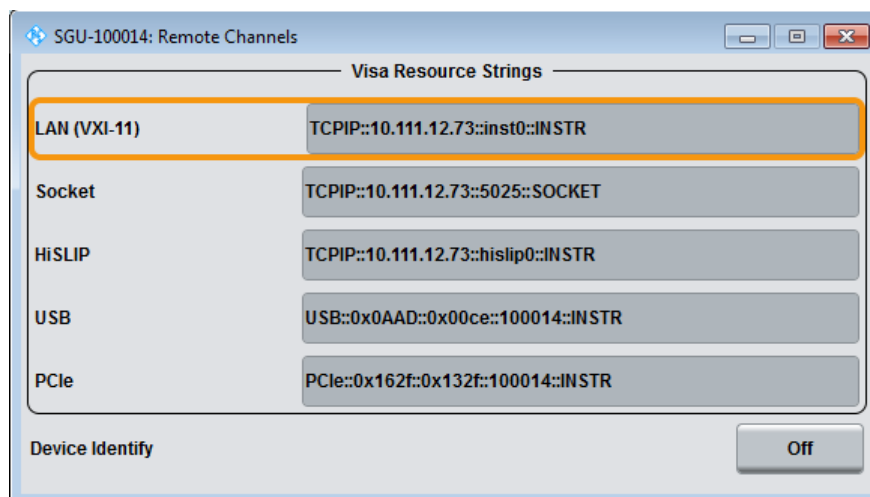 SGU-100014: Remote Channels
Visa Resource Strings
LAN (VXI-11) TCPIP::10.111.12.73::inst0::INSTR
Socket TCPIP::10.111.12.73::5025::SOCKET
HiSLIP TCPIP::10.111.12.73::hislip0::INSTR
USB USB::0x0AAD::0x00ce::100014::INSTR
PCIe PCIe::0x162f::0x132f::100014::INSTR
Device Identify Off